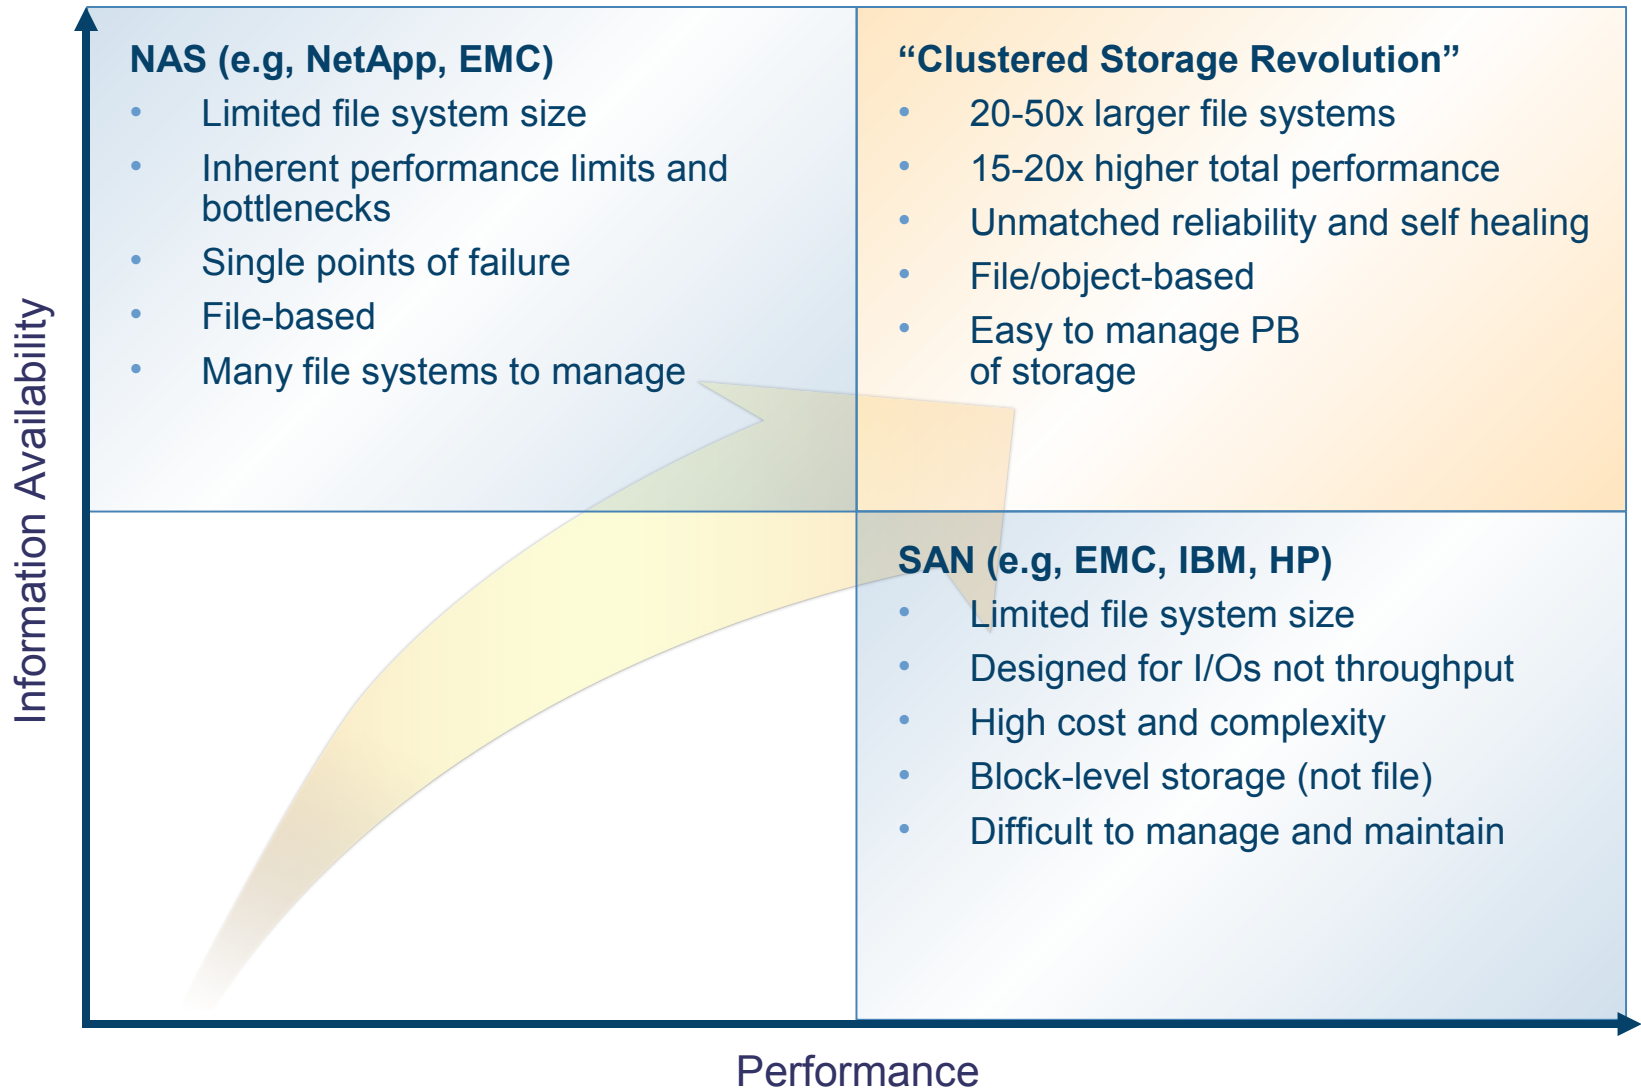 NAS (e.g, NetApp, EMC)
• Limited file system size
• Inherent performance limits and
bottlenecks
• Single points of failure
• File-based
• Many file systems to manage
“Clustered Storage Revolution”
• 20-50x larger file systems
• 15-20x higher total performance
• Unmatched reliability and self healing
• File/object-based
• Easy to manage PB
of storage
SAN (e.g, EMC, IBM, HP)
• Limited file system size
• Designed for I/Os not throughput
• High cost and complexity
• Block-level storage (not file)
• Difficult to manage and maintain
Information Availability
Performance